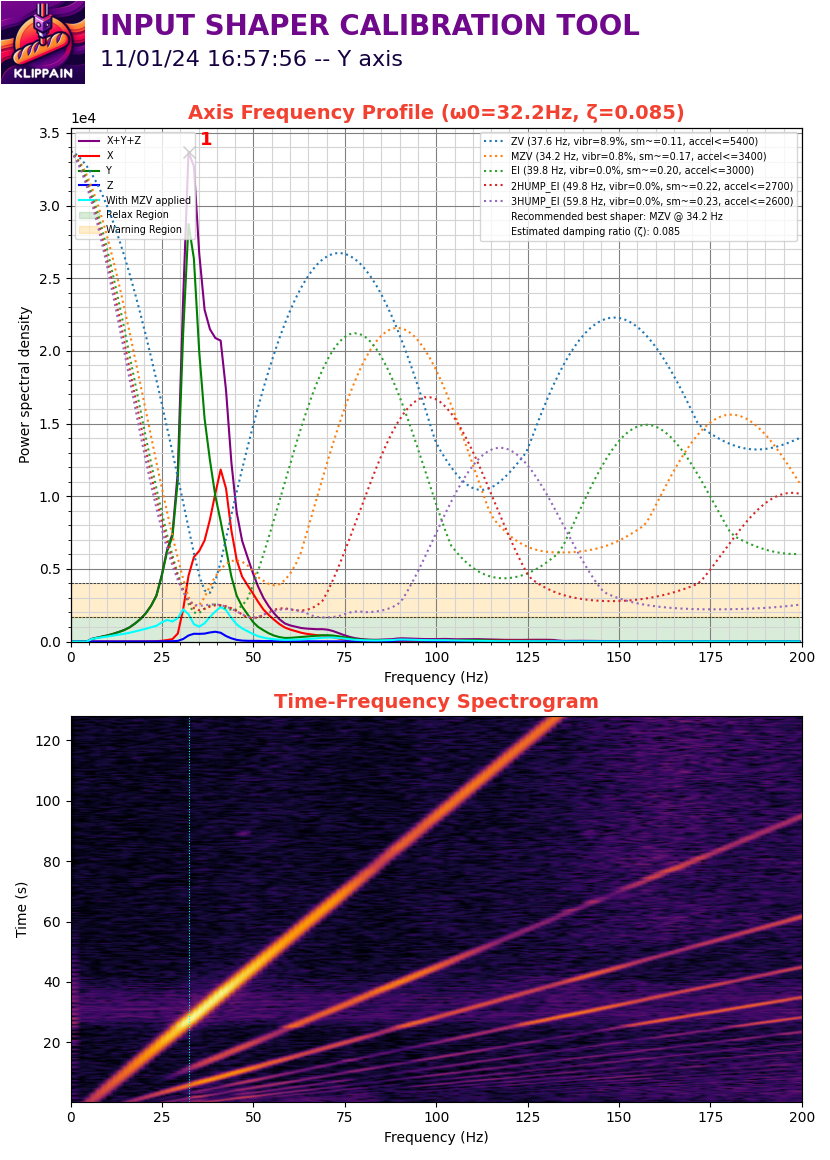 INPUT SHAPER CALIBRATION TOOL
11/01/24 16:57:56 -- Y axis
KLIPPAIN
Axis Frequency Profile (ω0=32.2Hz, ζ=0.085)
1e4
1
X+Y+Z
X
Y
Z
With MZV applied
Relax Region
Warning Region
ZV (37.6 Hz, vibr=8.9%, sm~=0.11, accel<=5400)
MZV (34.2 Hz, vibr=0.8%, sm~=0.17, accel<=3400)
EI (39.8 Hz, vibr=0.0%, sm~=0.20, accel<=3000)
2HUMP_EI (49.8 Hz, vibr=0.0%, sm~=0.22, accel<=2700)
3HUMP_EI (59.8 Hz, vibr=0.0%, sm~=0.23, accel<=2600)
Recommended best shaper: MZV @ 34.2 Hz
Estimated damping ratio (ζ): 0.085
Power spectral density
3.5
3.0
2.5
2.0
1.5
1.0
0.5
0.0
0 25 50 75 100 125 150 175 200
Frequency (Hz)
Time-Frequency Spectrogram
Time (s)
120
100
80
60
40
20
0 25 50 75 100 125 150 175 200
Frequency (Hz)